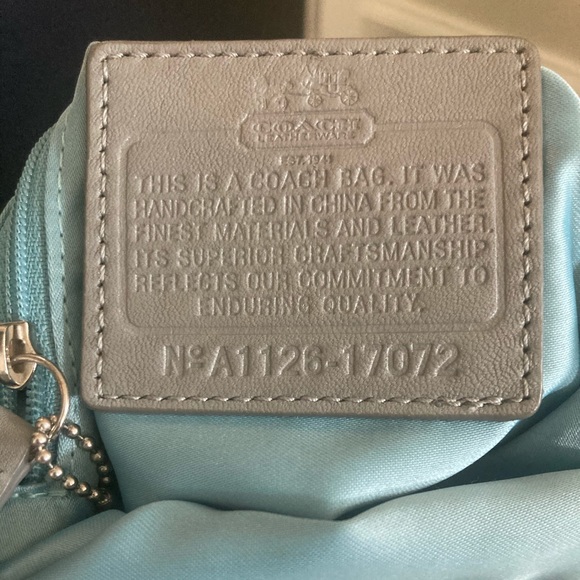 COACH
LEATHERWARE
EST. 1941
THIS IS A COACH BAG. IT WAS
HANDCRAFTED IN CHINA FROM THE
FINEST MATERIALS AND LEATHER.
ITS SUPERIOR CRAFTSMANSHIP
REFLECTS OUR COMMITMENT TO
ENDURING QUALITY.
Nº A1126-17072